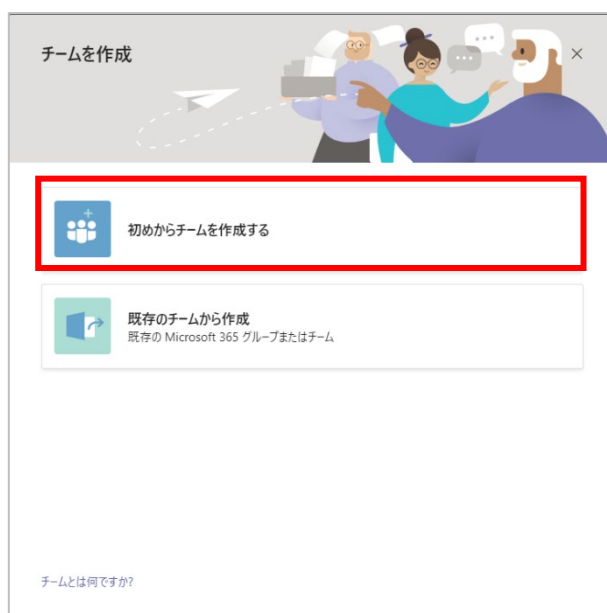 チームを作成
初めからチームを作成する
既存のチームから作成
既存の Microsoft 365 グループまたはチーム
チームとは何ですか?